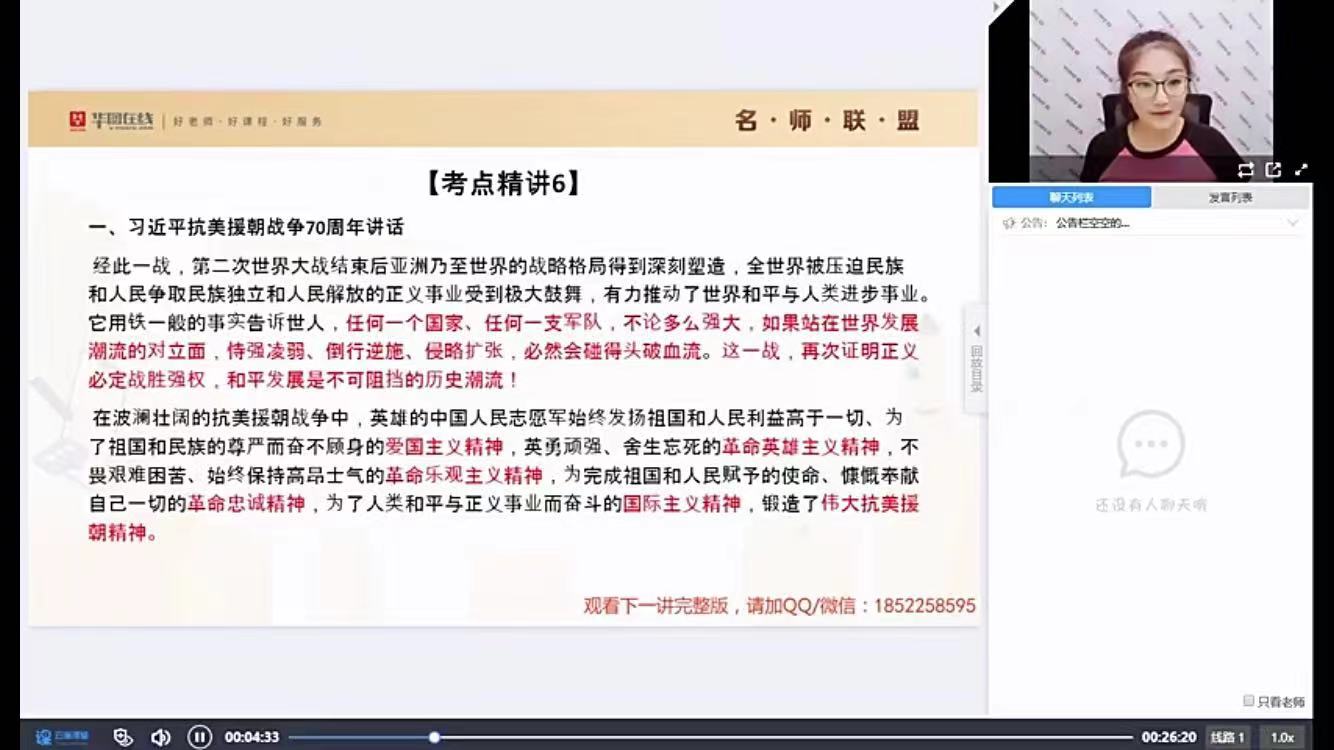 华图在线
好老师·好课程·好服务
名·师·联·盟
【考点精讲6】
一、习近平抗美援朝战争70周年讲话
经此一战，第二次世界大战结束后亚洲乃至世界的战略格局得到深刻塑造，全世界被压迫民族
和人民争取民族独立和人民解放的正义事业受到极大鼓舞，有力推动了世界和平与人类进步事业。
它用铁一般的事实告诉世人，任何一个国家、任何一支军队，不论多么强大，如果站在世界发展
潮流的对立面，恃强凌弱、倒行逆施、侵略扩张，必然会碰得头破血流。这一战，再次证明正义
必定战胜强权，和平发展是不可阻挡的历史潮流！
在波澜壮阔的抗美援朝战争中，英雄的中国人民志愿军始终发扬祖国和人民利益高于一切、为
了祖国和民族的尊严而奋不顾身的爱国主义精神，英勇顽强、舍生忘死的革命英雄主义精神，不
畏艰难困苦、始终保持高昂士气的革命乐观主义精神，为完成祖国和人民赋予的使命、慷慨奉献
自己一切的革命忠诚精神，为了人类和平与正义事业而奋斗的国际主义精神，锻造了伟大抗美援
朝精神。
观看下一讲完整版，请加QQ/微信：1852258595
回放目录
聊天列表
发言列表
公告： 公告栏空空的...
还没有人聊天哦
只看老师
00:04:33
00:26:20
线路 1
1.0x